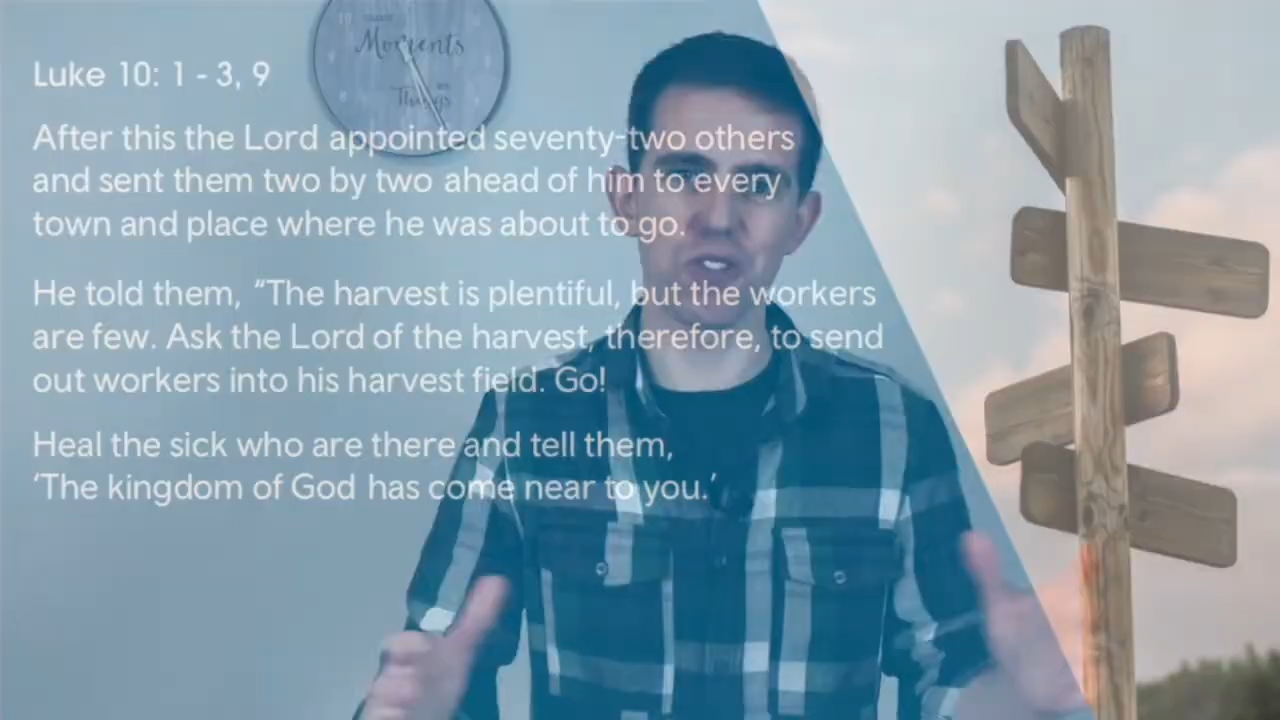 Moments
Things
Luke 10: 1 - 3, 9
After this the Lord appointed seventy-two others
and sent them two by two ahead of him to every
town and place where he was about to go.
He told them, “The harvest is plentiful, but the workers
are few. Ask the Lord of the harvest, therefore, to send
out workers into his harvest field. Go!
Heal the sick who are there and tell them,
‘The kingdom of God has come near to you.’